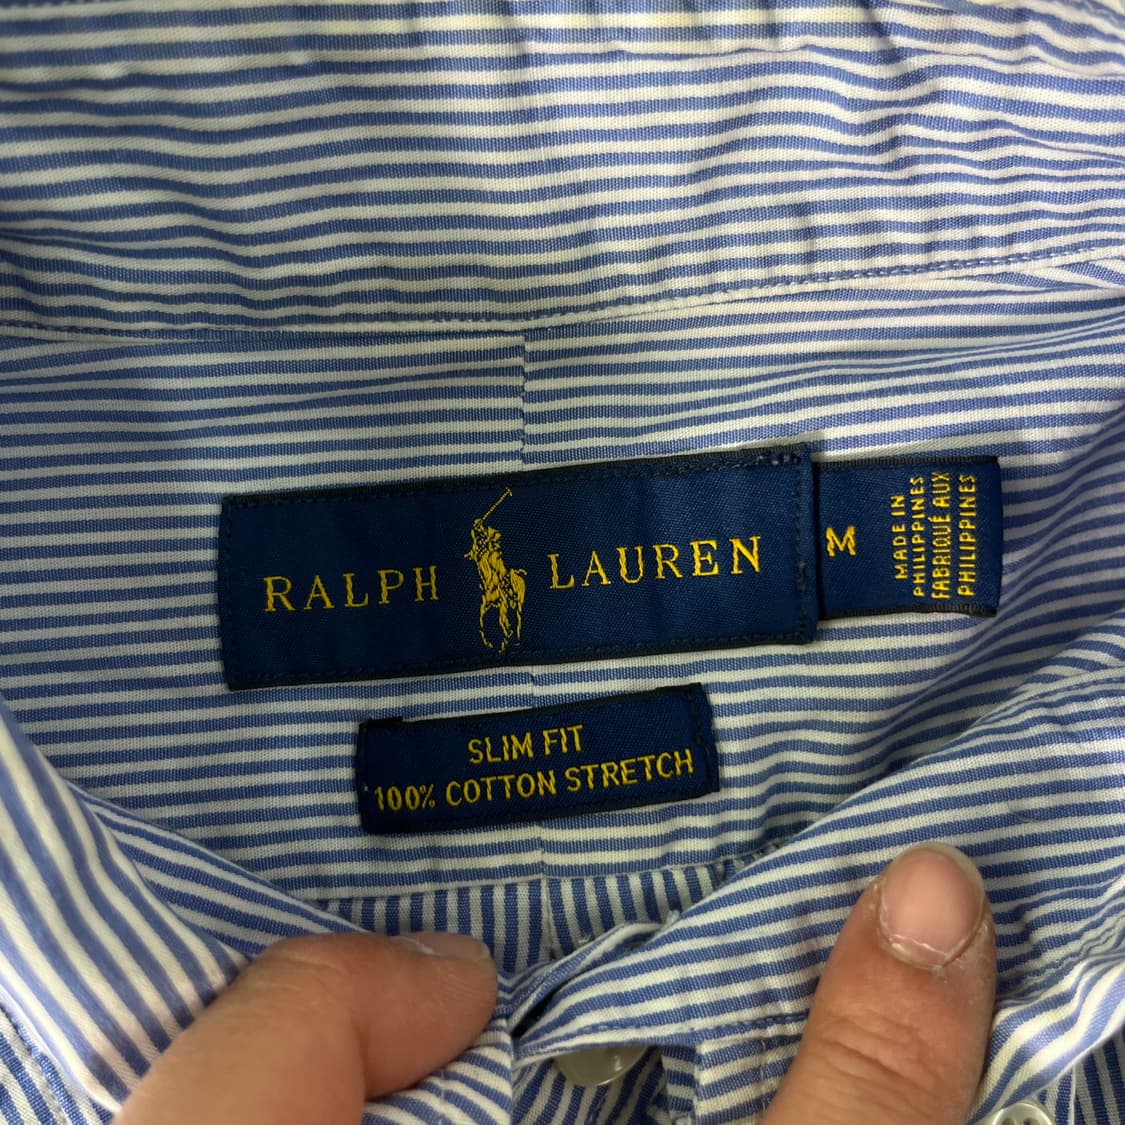 RALPH LAUREN
M
MADE IN
PHILIPPINES
FABRIQUÉ AUX
PHILIPPINES
SLIM FIT
100% COTTON STRETCH